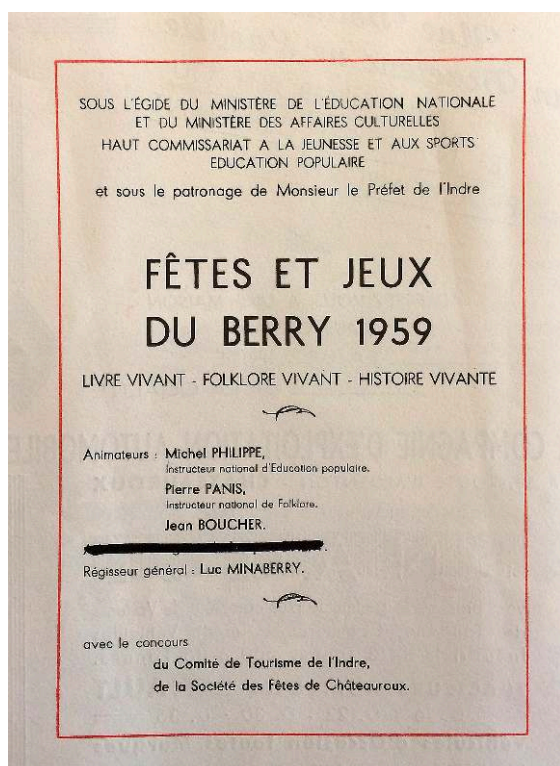 SOUS L'ÉGIDE DU MINISTÈRE DE L'ÉDUCATION NATIONALE
ET DU MINISTÈRE DES AFFAIRES CULTURELLES
HAUT COMMISSARIAT A LA JEUNESSE ET AUX SPORTS
EDUCATION POPULAIRE
et sous le patronage de Monsieur le Préfet de l'Indre
FÊTES ET JEUX
DU BERRY 1959
LIVRE VIVANT - FOLKLORE VIVANT - HISTOIRE VIVANTE
Animateurs : Michel PHILIPPE,
Instructeur national d'Education populaire.
Pierre PANIS,
Instructeur national de Folklore.
Jean BOUCHER.
Régisseur général : Luc MINABERRY.
avec le concours
du Comité de Tourisme de l'Indre,
de la Société des Fêtes de Châteauroux.